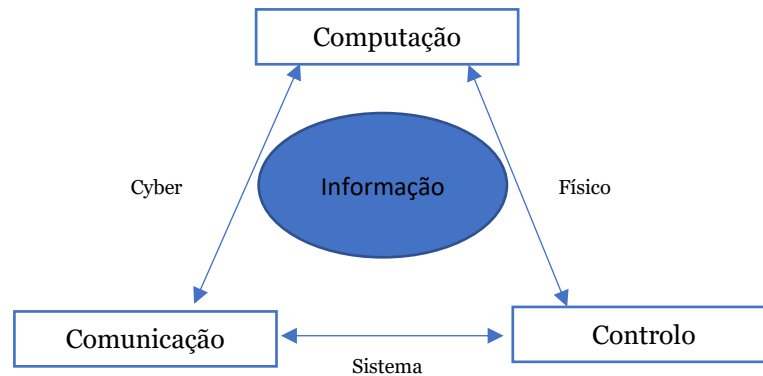 Computação
Cyber
Informação
Físico
Comunicação
Sistema
Controlo